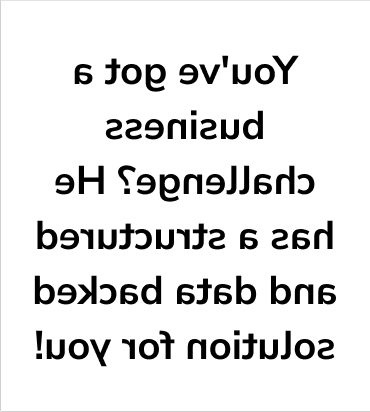 You've got a
business
challenge? He
has a structured
and data backed
solution for you!